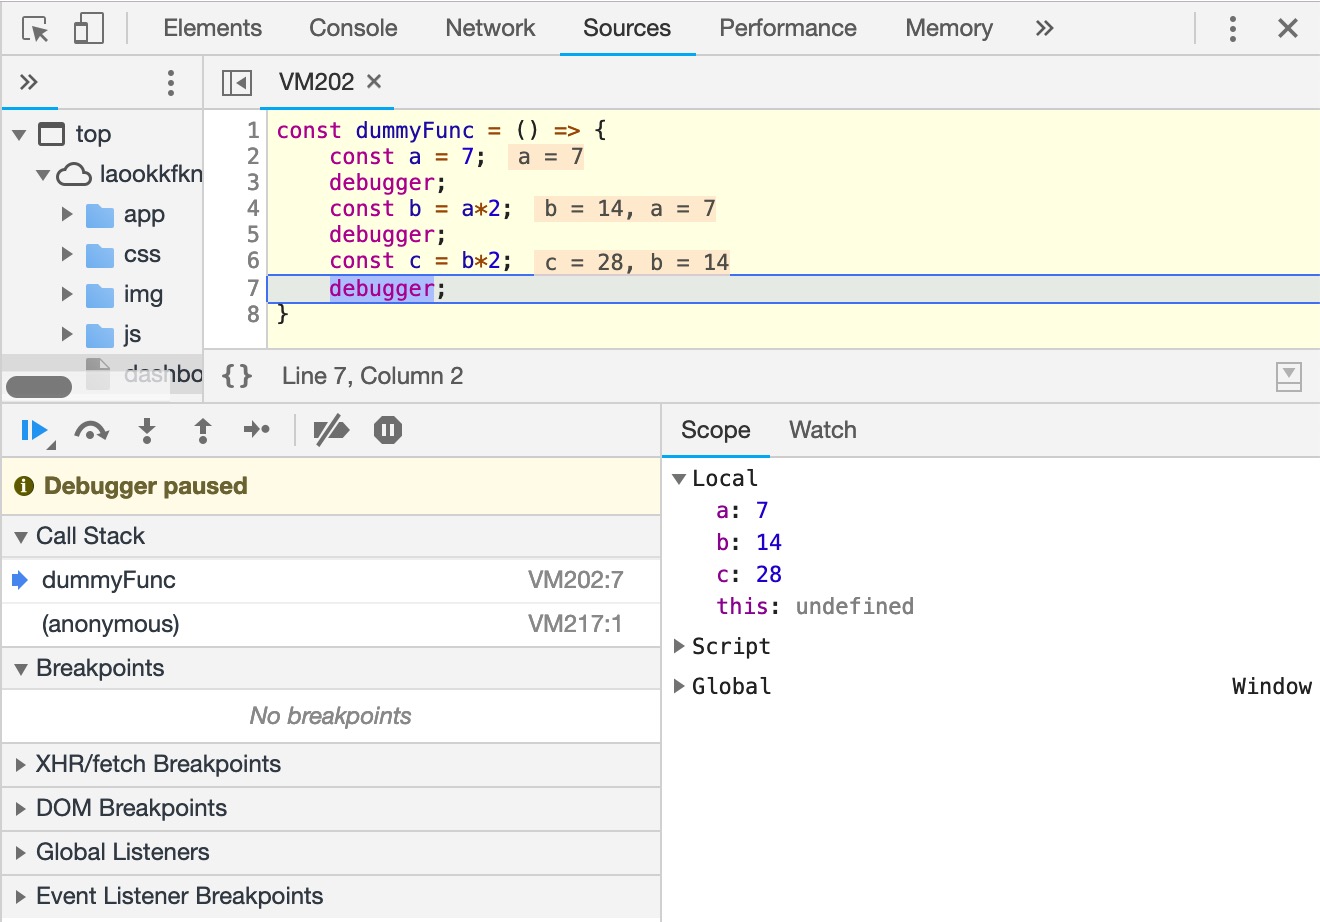 Elements Console Network Sources Performance Memory
VM202
top
laookkfkn
app
css
img
js
dashbo
1 const dummyFunc = () => {
2 const a = 7; a = 7
3 debugger;
4 const b = a*2; b = 14, a = 7
5 debugger;
6 const c = b*2; c = 28, b = 14
7 debugger;
8 }
{} Line 7, Column 2
Debugger paused
Call Stack
dummyFunc VM202:7
(anonymous) VM217:1
Breakpoints
No breakpoints
XHR/fetch Breakpoints
DOM Breakpoints
Global Listeners
Event Listener Breakpoints
Scope Watch
Local
a: 7
b: 14
c: 28
this: undefined
Script
Global Window